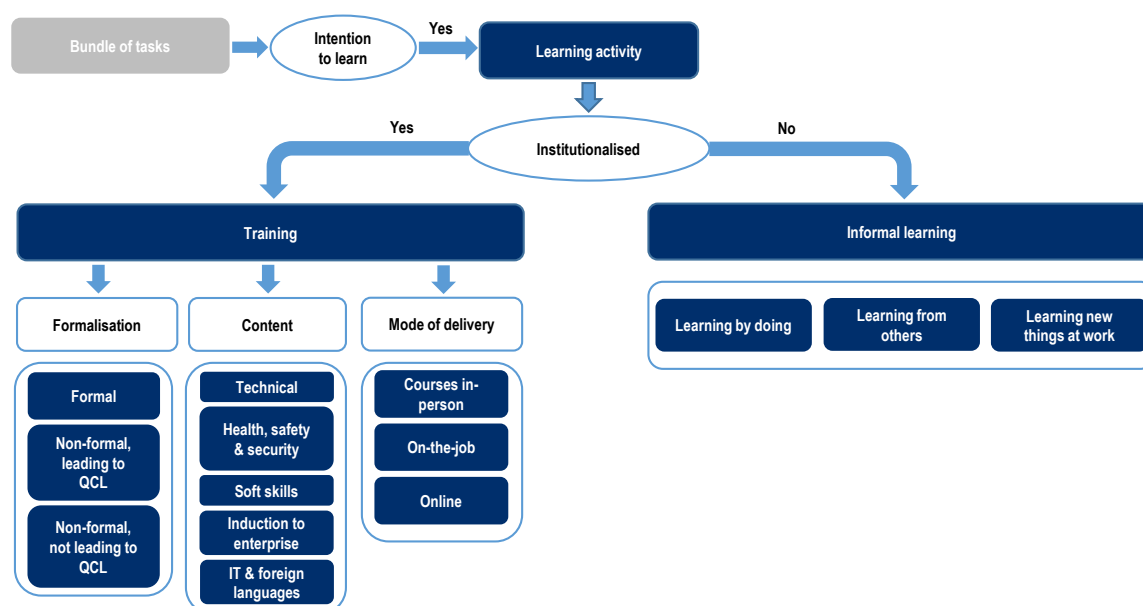 Bundle of tasks
Intention
to learn
Yes
Learning activity
Institutionalised
Yes
No
Training
Informal learning
Formalisation
Content
Mode of delivery
Formal
Non-formal,
leading to
QCL
Non-formal,
not leading to
QCL
Technical
Health, safety
& security
Soft skills
Induction to
enterprise
IT & foreign
languages
Courses in-
person
On-the-job
Online
Learning by doing
Learning from
others
Learning new
things at work